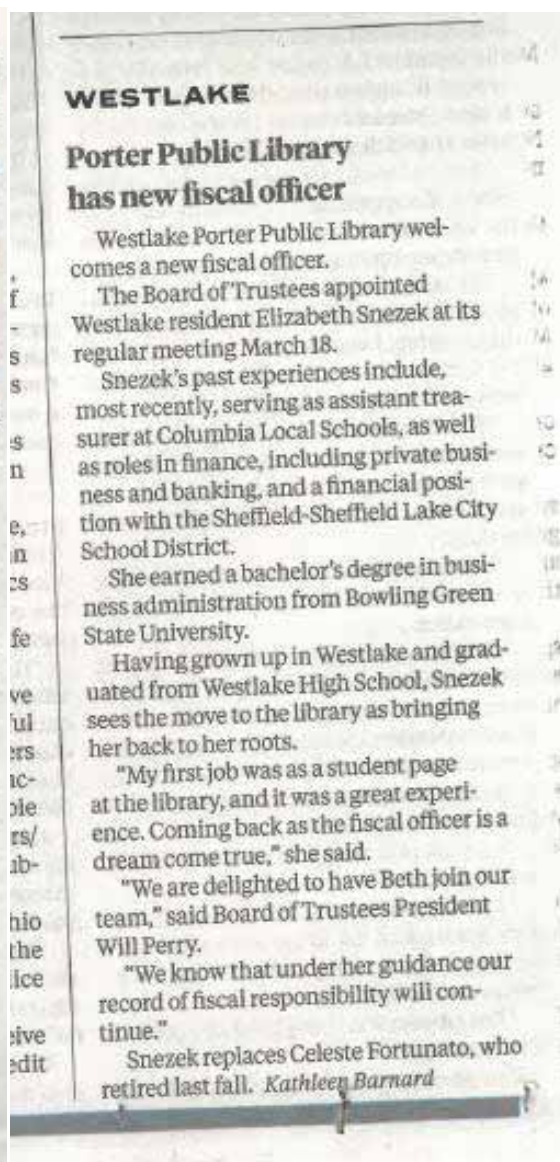 WESTLAKE
Porter Public Library
has new fiscal officer
Westlake Porter Public Library wel-
comes a new fiscal officer.
The Board of Trustees appointed
Westlake resident Elizabeth Snezek at its
regular meeting March 18.
Snezek's past experiences include,
most recently, serving as assistant trea-
surer at Columbia Local Schools, as well
as roles in finance, including private busi-
ness and banking, and a financial posi-
tion with the Sheffield-Sheffield Lake City
School District.
She earned a bachelor's degree in busi-
ness administration from Bowling Green
State University.
Having grown up in Westlake and grad-
uated from Westlake High School, Snezek
sees the move to the library as bringing
her back to her roots.
"My first job was as a student page
at the library, and it was a great experi-
ence. Coming back as the fiscal officer is a
dream come true," she said.
"We are delighted to have Beth join our
team," said Board of Trustees President
Will Perry.
"We know that under her guidance our
record of fiscal responsibility will con-
tinue."
Snezek replaces Celeste Fortunato, who
retired last fall. Kathleen Barnard